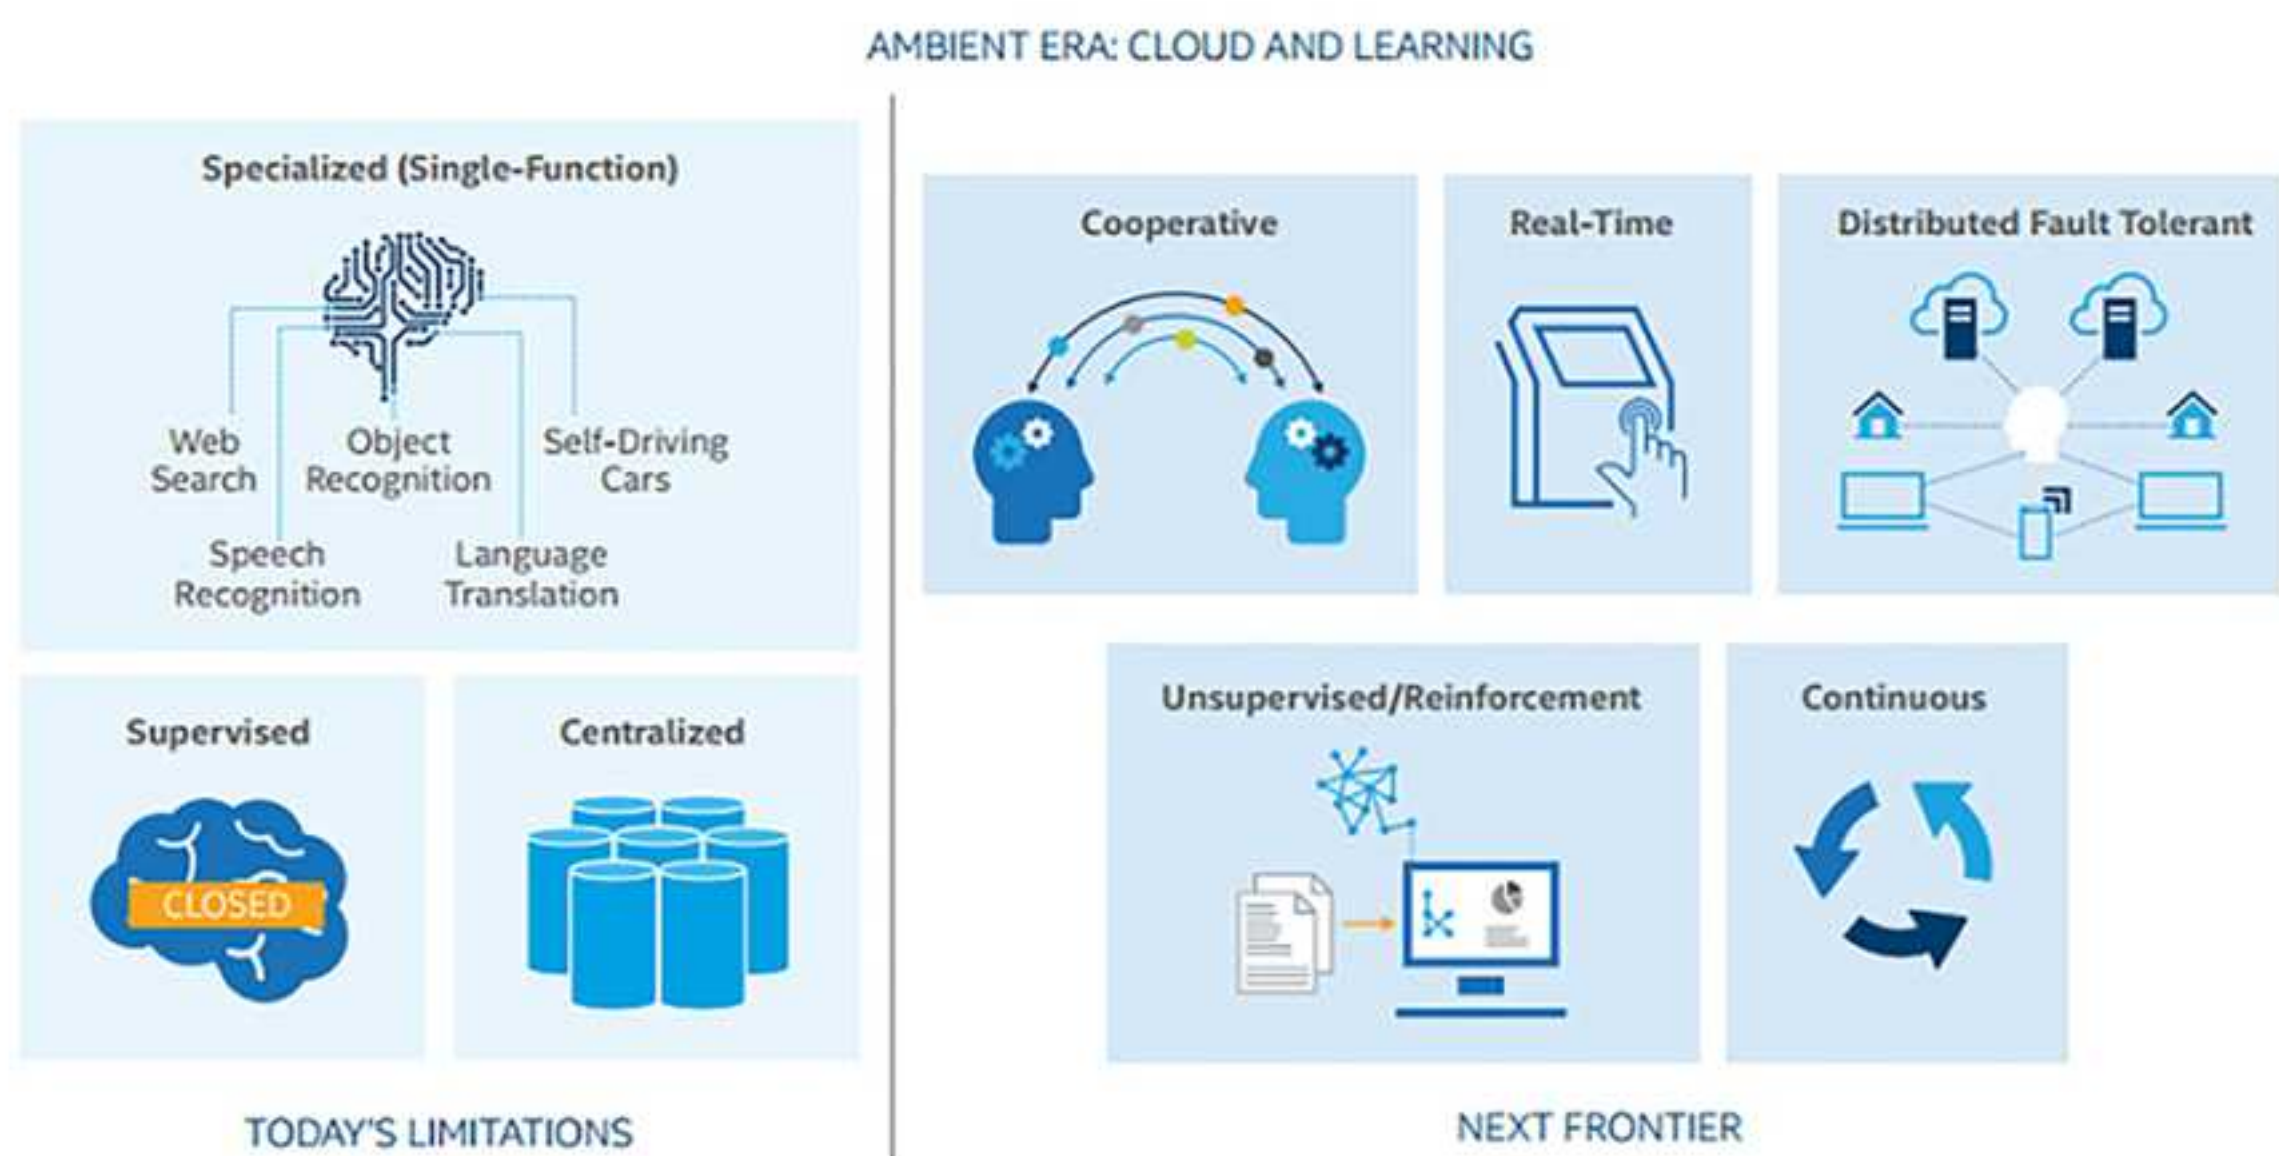 AMBIENT ERA: CLOUD AND LEARNING
Specialized (Single-Function)
Web
Search
Object
Recognition
Self-Driving
Cars
Speech
Recognition
Language
Translation
Supervised
CLOSED
Centralized
TODAY'S LIMITATIONS
Cooperative
Real-Time
Distributed Fault Tolerant
Unsupervised/Reinforcement
Continuous
NEXT FRONTIER